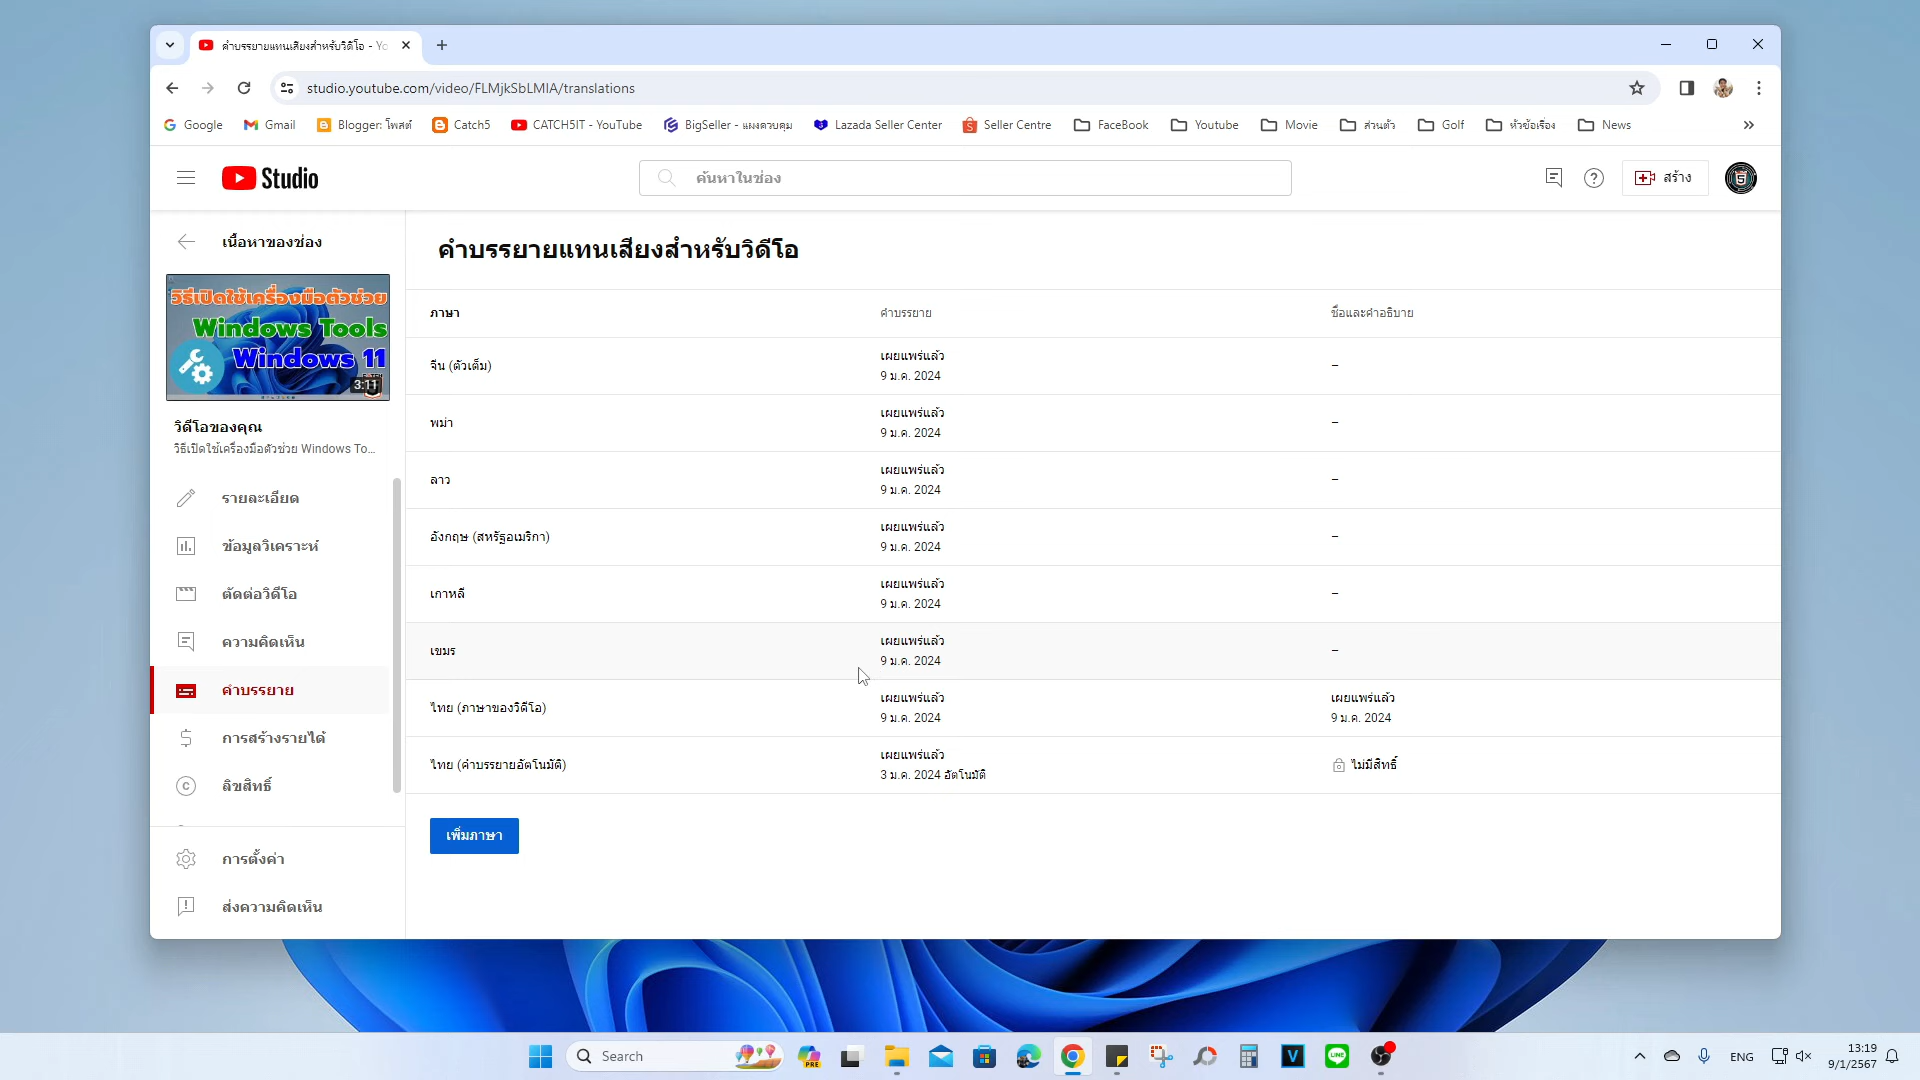 คำบรรยายแทนเสียงสำหรับวิดีโอ - Yo
studio.youtube.com/video/FLMjkSbLMIA/translations
Google Gmail Blogger: โพสต์ Catch5 CATCH5IT - YouTube BigSeller - แผงควบคุม Lazada Seller Center Seller Centre FaceBook Youtube Movie ส่วนตัว Golf หัวข้อเรื่อง News
Studio
ค้นหาในช่อง
สร้าง
เนื้อหาของช่อง
วิธีเปิดใช้เครื่องมือตัวช่วย
Windows Tools
Windows 11
3:11
วิดีโอของคุณ
วิธีเปิดใช้เครื่องมือตัวช่วย Windows To...
รายละเอียด
ข้อมูลวิเคราะห์
ตัดต่อวิดีโอ
ความคิดเห็น
คำบรรยาย
การสร้างรายได้
ลิขสิทธิ์
การตั้งค่า
ส่งความคิดเห็น
คำบรรยายแทนเสียงสำหรับวิดีโอ
ภาษา คำบรรยาย ชื่อและคำอธิบาย
จีน (ตัวเต็ม) เผยแพร่แล้ว –
9 ม.ค. 2024
พม่า เผยแพร่แล้ว –
9 ม.ค. 2024
ลาว เผยแพร่แล้ว –
9 ม.ค. 2024
อังกฤษ (สหรัฐอเมริกา) เผยแพร่แล้ว –
9 ม.ค. 2024
เกาหลี เผยแพร่แล้ว –
9 ม.ค. 2024
เขมร เผยแพร่แล้ว –
9 ม.ค. 2024
ไทย (ภาษาของวิดีโอ) เผยแพร่แล้ว เผยแพร่แล้ว
9 ม.ค. 2024 9 ม.ค. 2024
ไทย (คำบรรยายอัตโนมัติ) เผยแพร่แล้ว ไม่มีสิทธิ์
3 ม.ค. 2024 อัตโนมัติ
เพิ่มภาษา
Search
PRE
LINE
ENG
13:19
9/1/2567